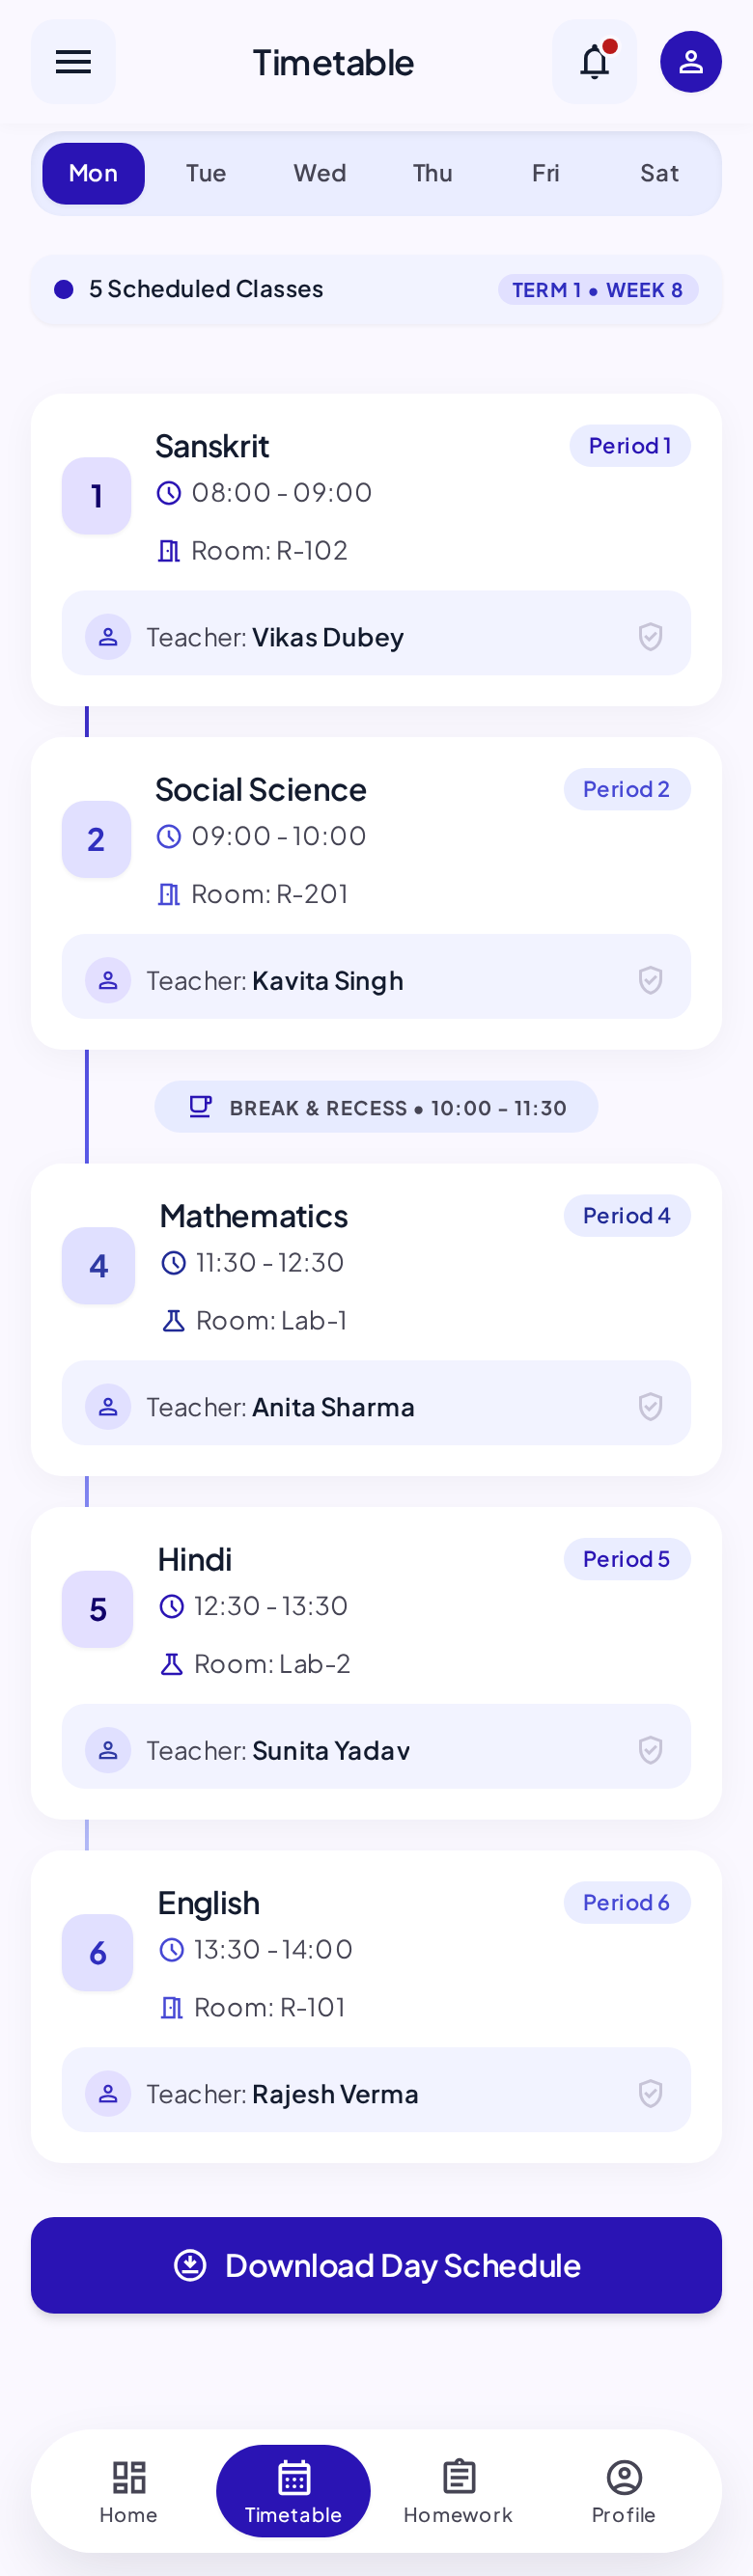 Timetable
Mon Tue Wed Thu Fri Sat
5 Scheduled Classes TERM 1 • WEEK 8
Sanskrit Period 1
1
08:00 - 09:00
Room: R-102
Teacher: Vikas Dubey
Social Science Period 2
2
09:00 - 10:00
Room: R-201
Teacher: Kavita Singh
BREAK & RECESS • 10:00 - 11:30
Mathematics Period 4
4
11:30 - 12:30
Room: Lab-1
Teacher: Anita Sharma
Hindi Period 5
5
12:30 - 13:30
Room: Lab-2
Teacher: Sunita Yadav
English Period 6
6
13:30 - 14:00
Room: R-101
Teacher: Rajesh Verma
Download Day Schedule
Home Timetable Homework Profile